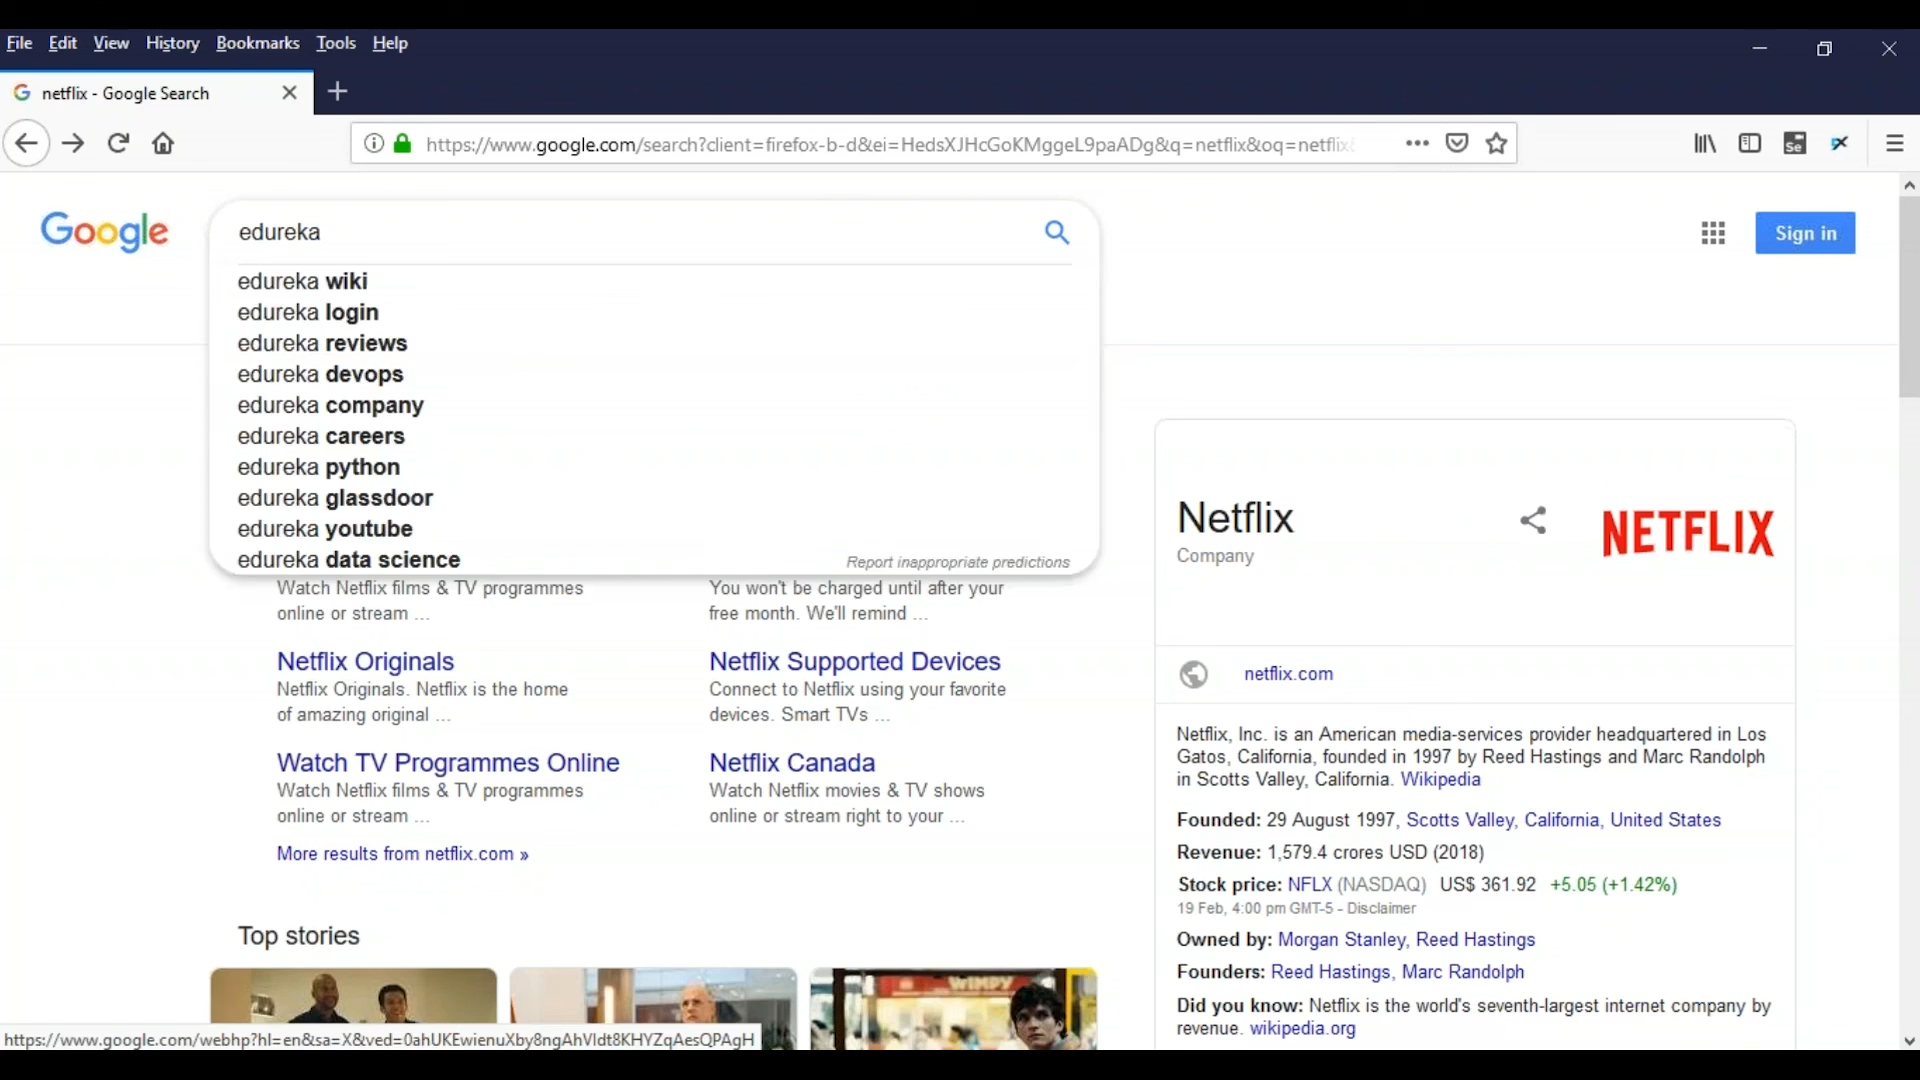 File Edit View History Bookmarks Tools Help
netflix - Google Search
https://www.google.com/search?client=firefox-b-d&ei=HedsXJHcGoKMggeL9paADg&q=netflix&oq=netflix
Se
Google
edureka
Sign in
edureka wiki
edureka login
edureka reviews
edureka devops
edureka company
edureka careers
edureka python
edureka glassdoor
edureka youtube
edureka data science
Report inappropriate predictions
Watch Netflix films & TV programmes
online or stream ...
You won't be charged until after your
free month. We'll remind ...
Netflix Originals
Netflix Originals. Netflix is the home
of amazing original ...
Netflix Supported Devices
Connect to Netflix using your favorite
devices. Smart TVs ...
Watch TV Programmes Online
Watch Netflix films & TV programmes
online or stream ...
Netflix Canada
Watch Netflix movies & TV shows
online or stream right to your ...
More results from netflix.com »
Top stories
WIMPY
Netflix
Company
NETFLIX
netflix.com
Netflix, Inc. is an American media-services provider headquartered in Los
Gatos, California, founded in 1997 by Reed Hastings and Marc Randolph
in Scotts Valley, California. Wikipedia
Founded: 29 August 1997, Scotts Valley, California, United States
Revenue: 1,579.4 crores USD (2018)
Stock price: NFLX (NASDAQ) US$ 361.92 +5.05 (+1.42%)
19 Feb, 4:00 pm GMT-5 - Disclaimer
Owned by: Morgan Stanley, Reed Hastings
Founders: Reed Hastings, Marc Randolph
Did you know: Netflix is the world's seventh-largest internet company by
revenue. wikipedia.org
https://www.google.com/webhp?hl=en&sa=X&ved=0ahUKEwienuXby8ngAhVIdt8KHYZqAesQPAgH